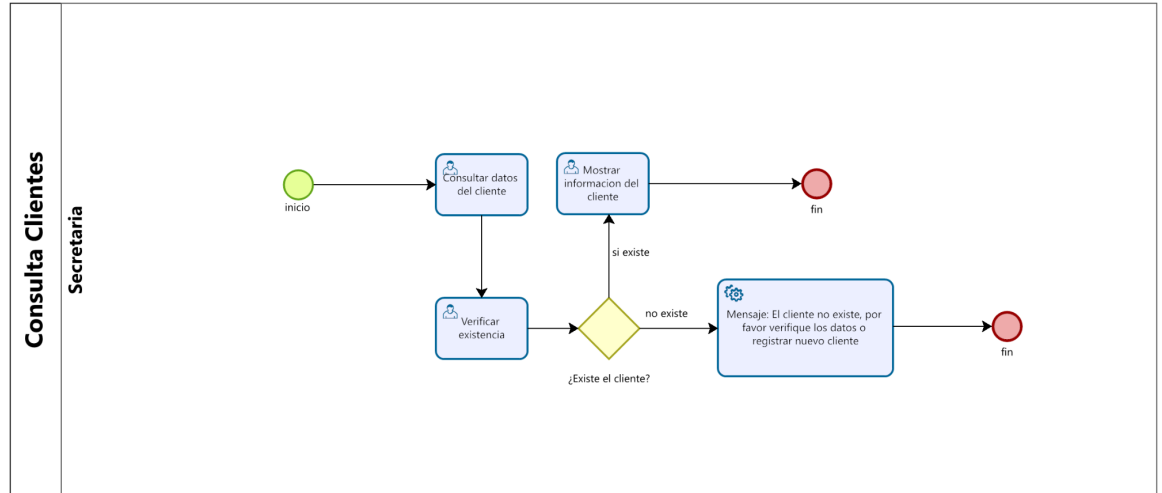 Consulta Clientes
Secretaria
inicio
Consultar datos
del cliente
Mostrar
informacion del
cliente
fin
si existe
Verificar
existencia
¿Existe el cliente?
no existe
Mensaje: El cliente no existe, por
favor verifique los datos o
registrar nuevo cliente
fin